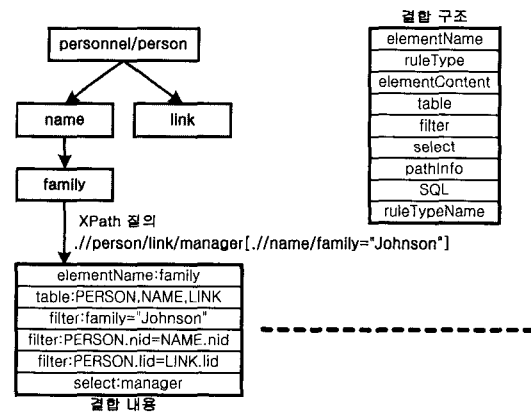 personnel/person
name
link
family
XPath 질의
.//person/link/manager[.//name/family="Johnson"]
elementName:family
table:PERSON,NAME,LINK
filter:family="Johnson"
filter:PERSON.nid=NAME.nid
filter:PERSON.lid=LINK.lid
select:manager
결합 내용
결합 구조
elementName
ruleType
elementContent
table
filter
select
pathInfo
SQL
ruleTypeName